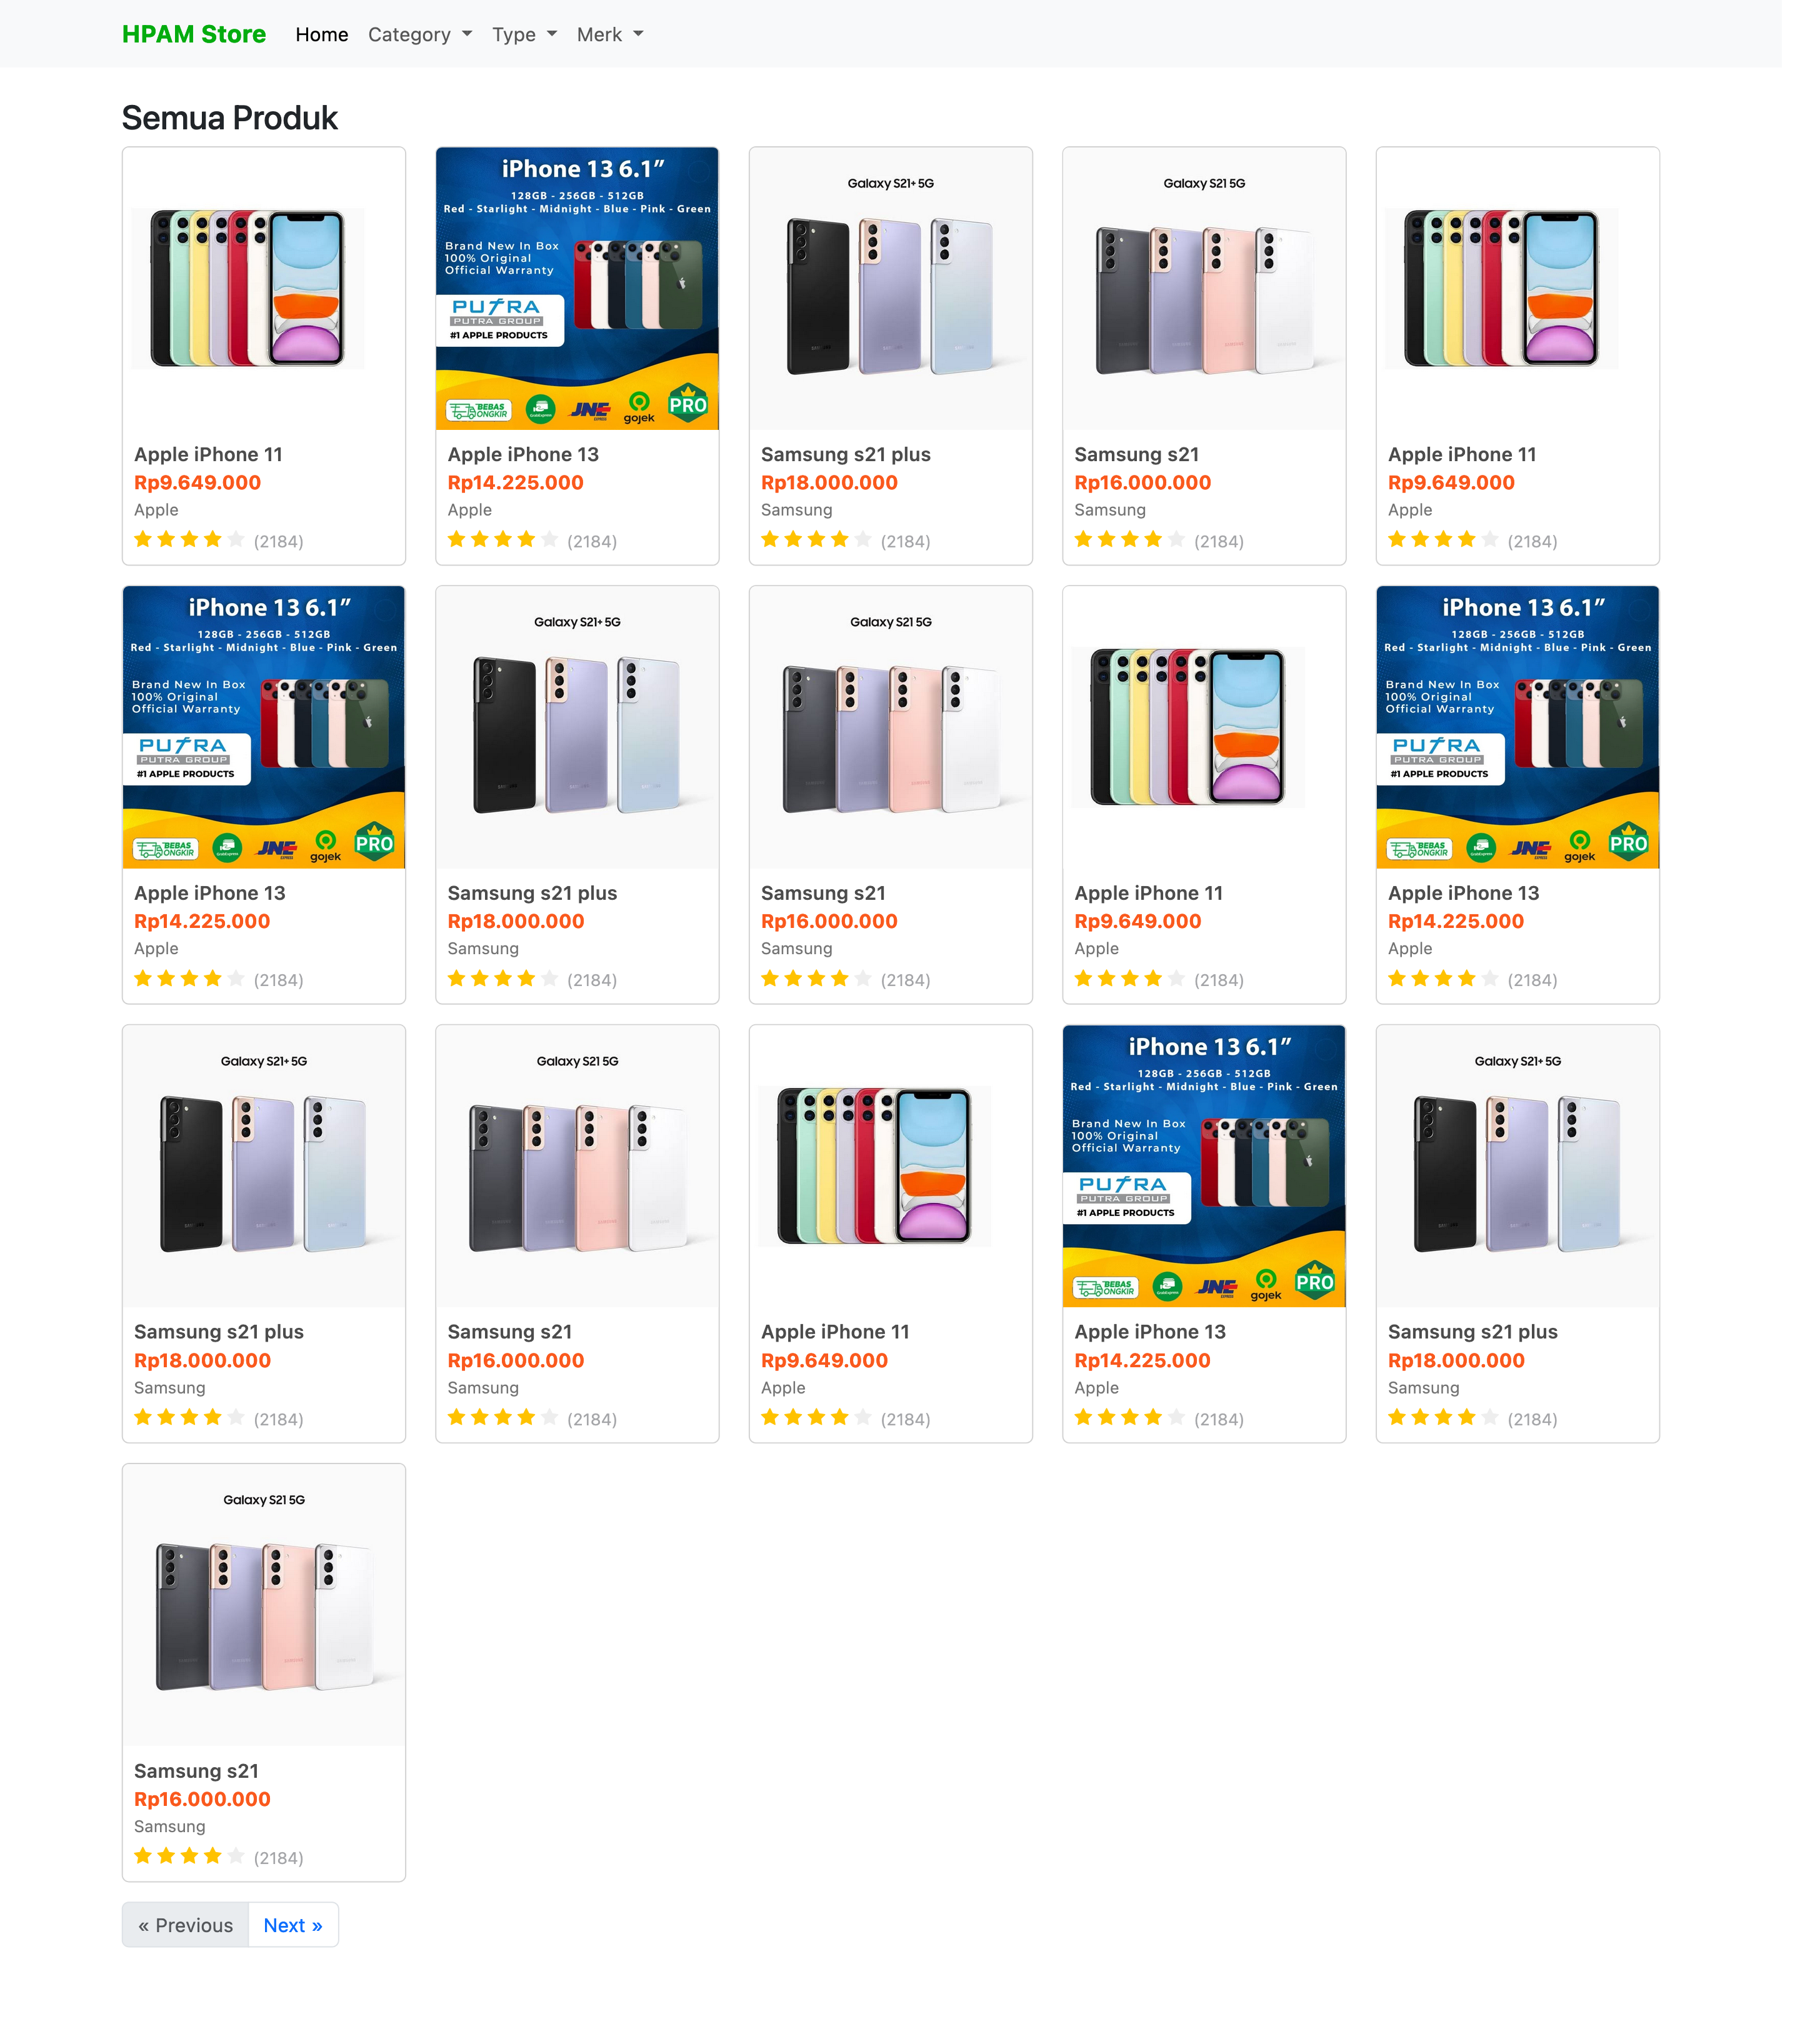 HPAM Store Home Category Type Merk
Semua Produk
iPhone 13 6.1”
128GB - 256GB - 512GB
Red - Starlight - Midnight - Blue - Pink - Green
Brand New In Box
100% Original
Official Warranty
PUTRA
PUTRA GROUP
#1 APPLE PRODUCTS
BEBAS
ONGKIR
GrabExpress
JNE
EXPRESS
gojek
PRO
Galaxy S21+ 5G
Galaxy S21 5G
Apple iPhone 11
Rp9.649.000
Apple
(2184)
Apple iPhone 13
Rp14.225.000
Apple
(2184)
Samsung s21 plus
Rp18.000.000
Samsung
(2184)
Samsung s21
Rp16.000.000
Samsung
(2184)
Apple iPhone 11
Rp9.649.000
Apple
(2184)
iPhone 13 6.1”
128GB - 256GB - 512GB
Red - Starlight - Midnight - Blue - Pink - Green
Brand New In Box
100% Original
Official Warranty
PUTRA
PUTRA GROUP
#1 APPLE PRODUCTS
BEBAS
ONGKIR
GrabExpress
JNE
EXPRESS
gojek
PRO
Galaxy S21+ 5G
Galaxy S21 5G
iPhone 13 6.1”
128GB - 256GB - 512GB
Red - Starlight - Midnight - Blue - Pink - Green
Brand New In Box
100% Original
Official Warranty
PUTRA
PUTRA GROUP
#1 APPLE PRODUCTS
BEBAS
ONGKIR
GrabExpress
JNE
EXPRESS
gojek
PRO
Apple iPhone 13
Rp14.225.000
Apple
(2184)
Samsung s21 plus
Rp18.000.000
Samsung
(2184)
Samsung s21
Rp16.000.000
Samsung
(2184)
Apple iPhone 11
Rp9.649.000
Apple
(2184)
Apple iPhone 13
Rp14.225.000
Apple
(2184)
Galaxy S21+ 5G
Galaxy S21 5G
iPhone 13 6.1”
128GB - 256GB - 512GB
Red - Starlight - Midnight - Blue - Pink - Green
Brand New In Box
100% Original
Official Warranty
PUTRA
PUTRA GROUP
#1 APPLE PRODUCTS
BEBAS
ONGKIR
GrabExpress
JNE
EXPRESS
gojek
PRO
Galaxy S21+ 5G
Samsung s21 plus
Rp18.000.000
Samsung
(2184)
Samsung s21
Rp16.000.000
Samsung
(2184)
Apple iPhone 11
Rp9.649.000
Apple
(2184)
Apple iPhone 13
Rp14.225.000
Apple
(2184)
Samsung s21 plus
Rp18.000.000
Samsung
(2184)
Galaxy S21 5G
Samsung s21
Rp16.000.000
Samsung
(2184)
« Previous Next »